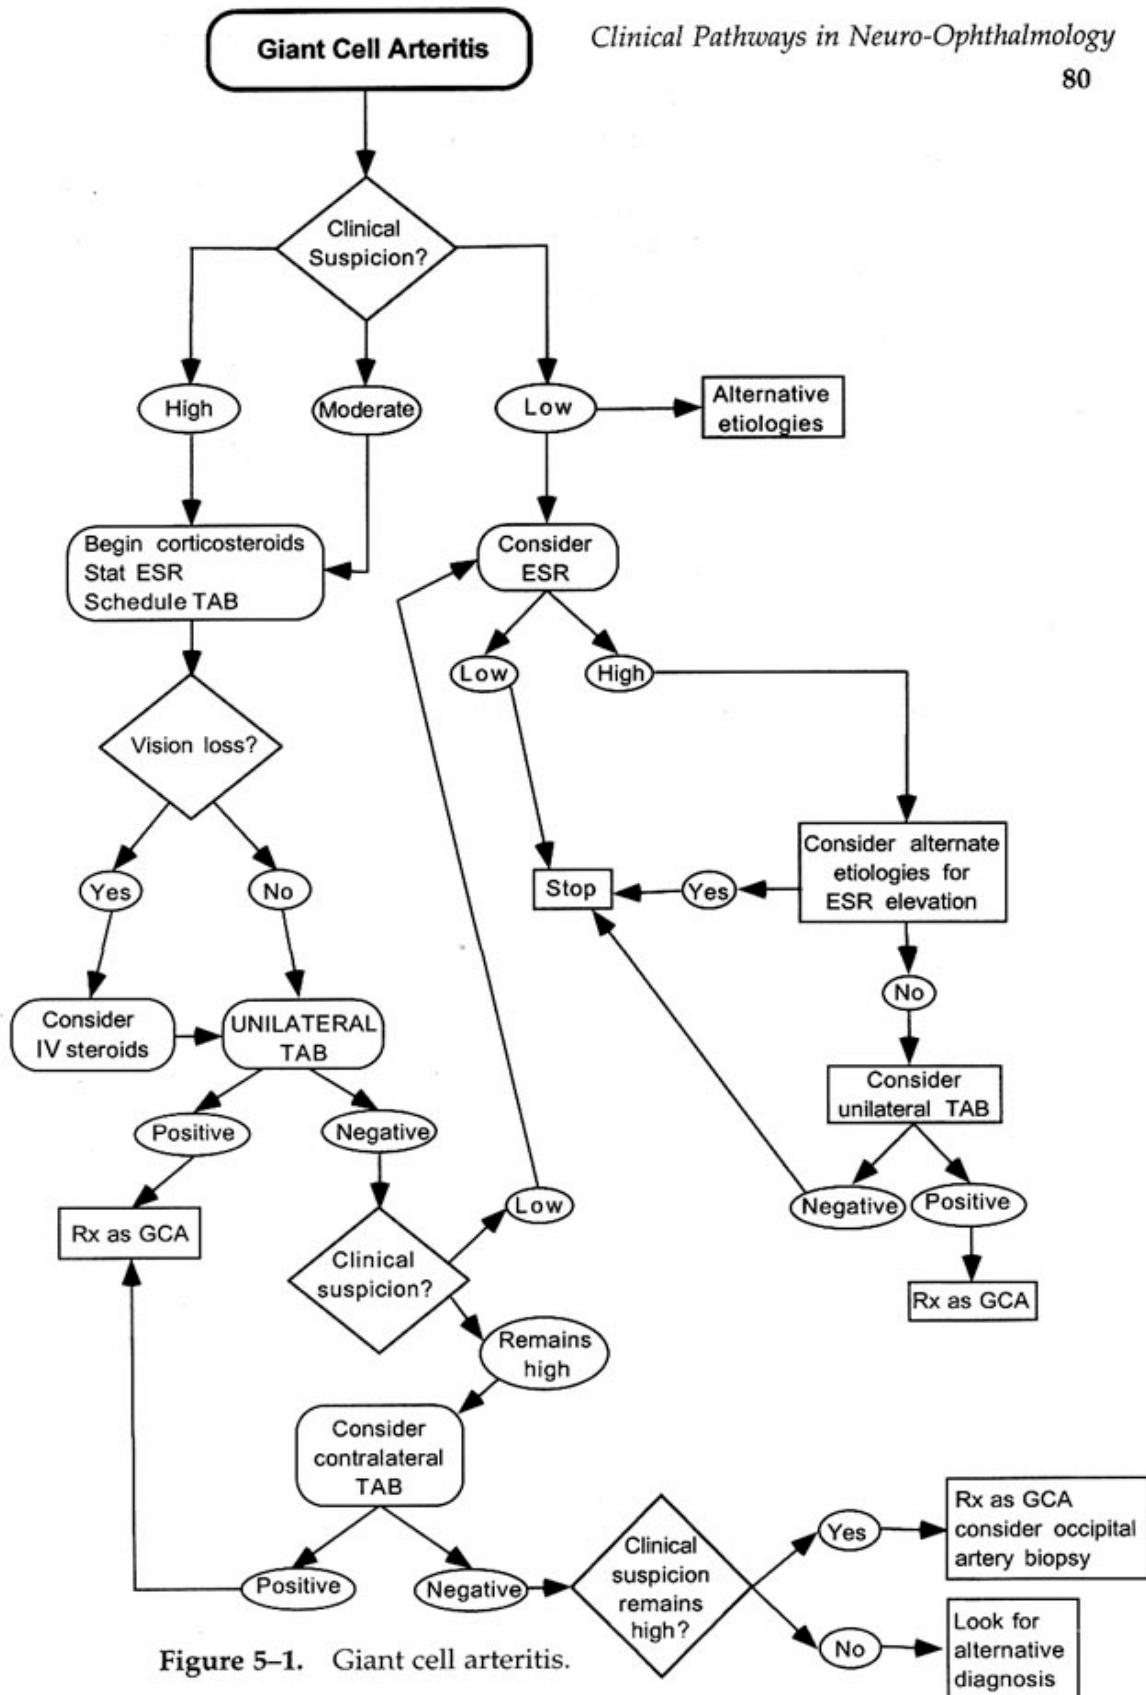 Giant Cell Arteritis
Clinical Pathways in Neuro-Ophthalmology
80
Clinical
Suspicion?
High
Moderate
Low
Alternative
etiologies
Begin corticosteroids
Stat ESR
Schedule TAB
Consider
ESR
Low
High
Vision loss?
Yes
No
Stop
Yes
Consider alternate
etiologies for
ESR elevation
No
Consider
IV steroids
UNILATERAL
TAB
Consider
unilateral TAB
Positive
Negative
Low
Negative
Positive
Rx as GCA
Clinical
suspicion?
Rx as GCA
Remains
high
Consider
contralateral
TAB
Positive
Negative
Clinical
suspicion
remains
high?
Yes
Rx as GCA
consider occipital
artery biopsy
No
Look for
alternative
diagnosis
Figure 5–1. Giant cell arteritis.